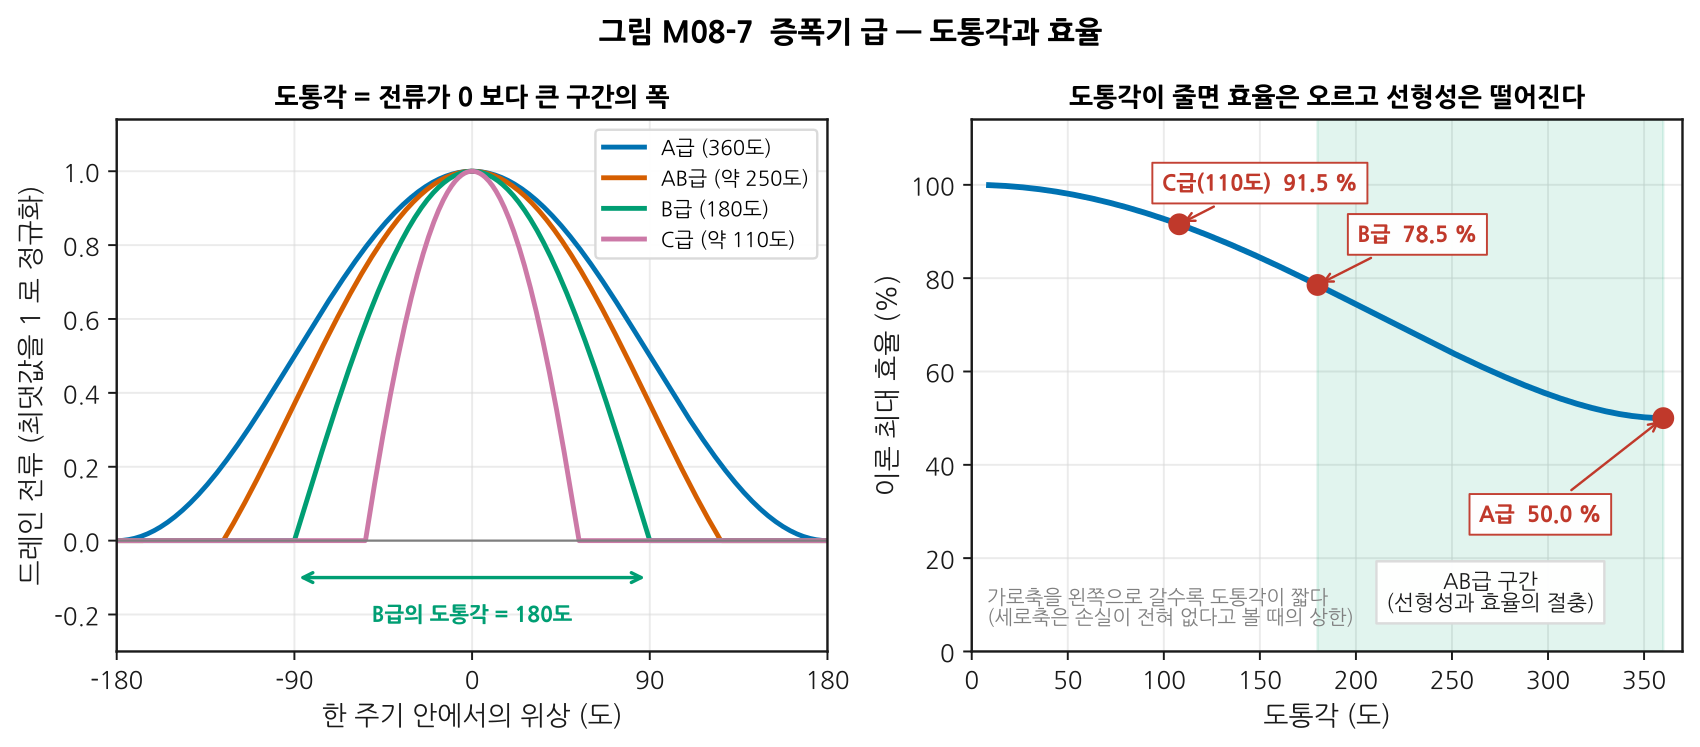 그림 M08-7 증폭기 급 — 도통각과 효율
도통각 = 전류가 0 보다 큰 구간의 폭
드레인 전류 (최댓값을 1 로 정규화)
1.0
0.8
0.6
0.4
0.2
0.0
-0.2
A급 (360도)
AB급 (약 250도)
B급 (180도)
C급 (약 110도)
B급의 도통각 = 180도
-180
-90
0
90
180
한 주기 안에서의 위상 (도)
도통각이 줄면 효율은 오르고 선형성은 떨어진다
이론 최대 효율 (%)
100
80
60
40
20
0
C급(110도) 91.5 %
B급 78.5 %
A급 50.0 %
AB급 구간
(선형성과 효율의 절충)
가로축을 왼쪽으로 갈수록 도통각이 짧다
(세로축은 손실이 전혀 없다고 볼 때의 상한)
0
50
100
150
200
250
300
350
도통각 (도)